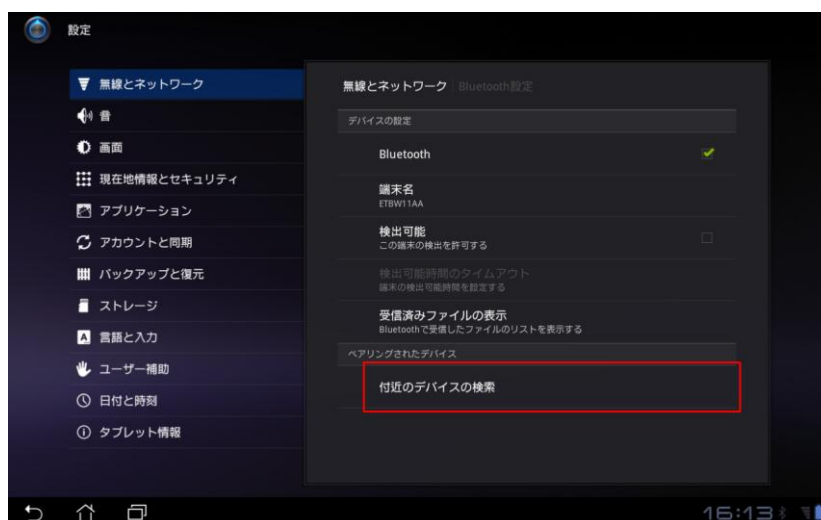 設定
無線とネットワーク
音
画面
現在地情報とセキュリティ
アプリケーション
アカウントと同期
バックアップと復元
ストレージ
言語と入力
ユーザー補助
日付と時刻
タブレット情報
無線とネットワーク Bluetooth設定
デバイスの設定
Bluetooth
端末名
ETBW11AA
検出可能
この端末の検出を許可する
検出可能時間のタイムアウト
端末の検出可能時間を設定する
受信済みファイルの表示
Bluetoothで受信したファイルのリストを表示する
ペアリングされたデバイス
付近のデバイスの検索
16:13